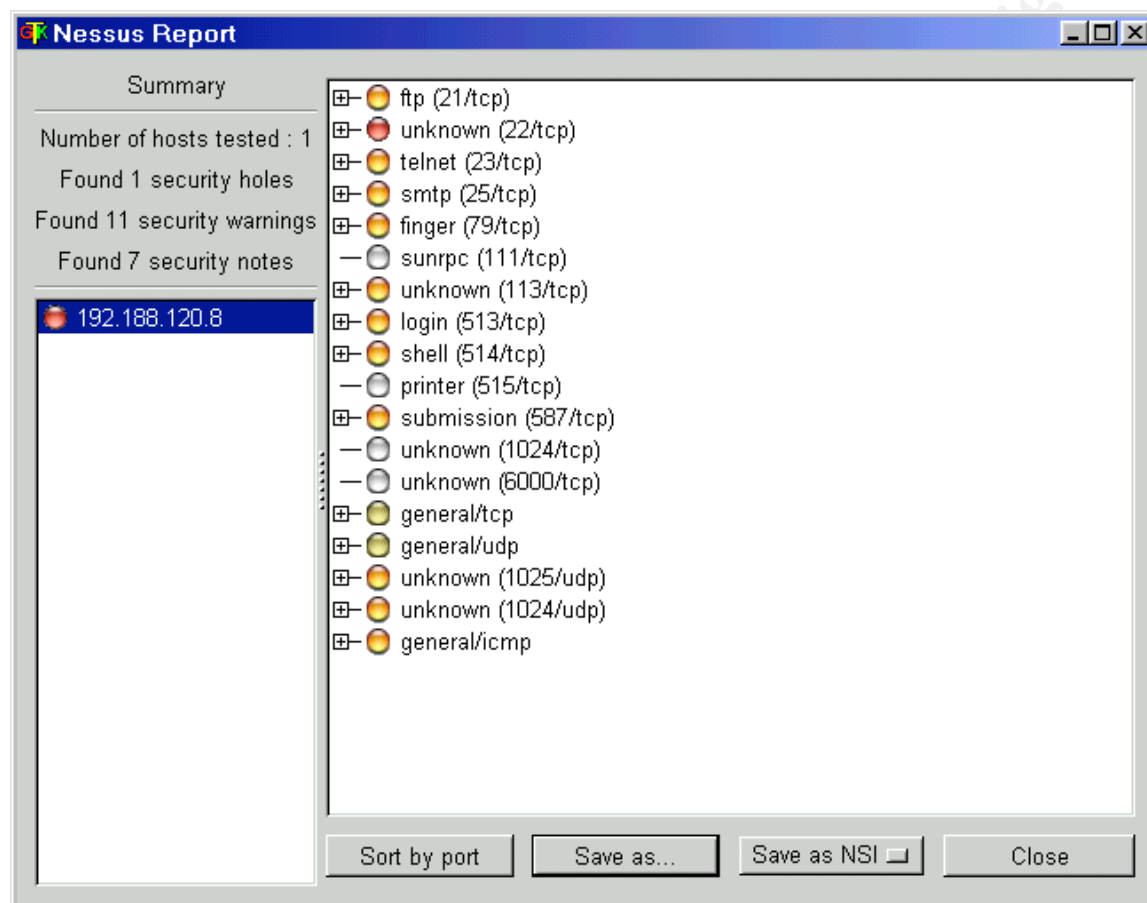 Nessus Report
Summary
Number of hosts tested : 1
Found 1 security holes
Found 11 security warnings
Found 7 security notes
192.188.120.8
ftp (21/tcp)
unknown (22/tcp)
telnet (23/tcp)
smtp (25/tcp)
finger (79/tcp)
sunrpc (111/tcp)
unknown (113/tcp)
login (513/tcp)
shell (514/tcp)
printer (515/tcp)
submission (587/tcp)
unknown (1024/tcp)
unknown (6000/tcp)
general/tcp
general/udp
unknown (1025/udp)
unknown (1024/udp)
general/icmp
Sort by port
Save as...
Save as NSI
Close